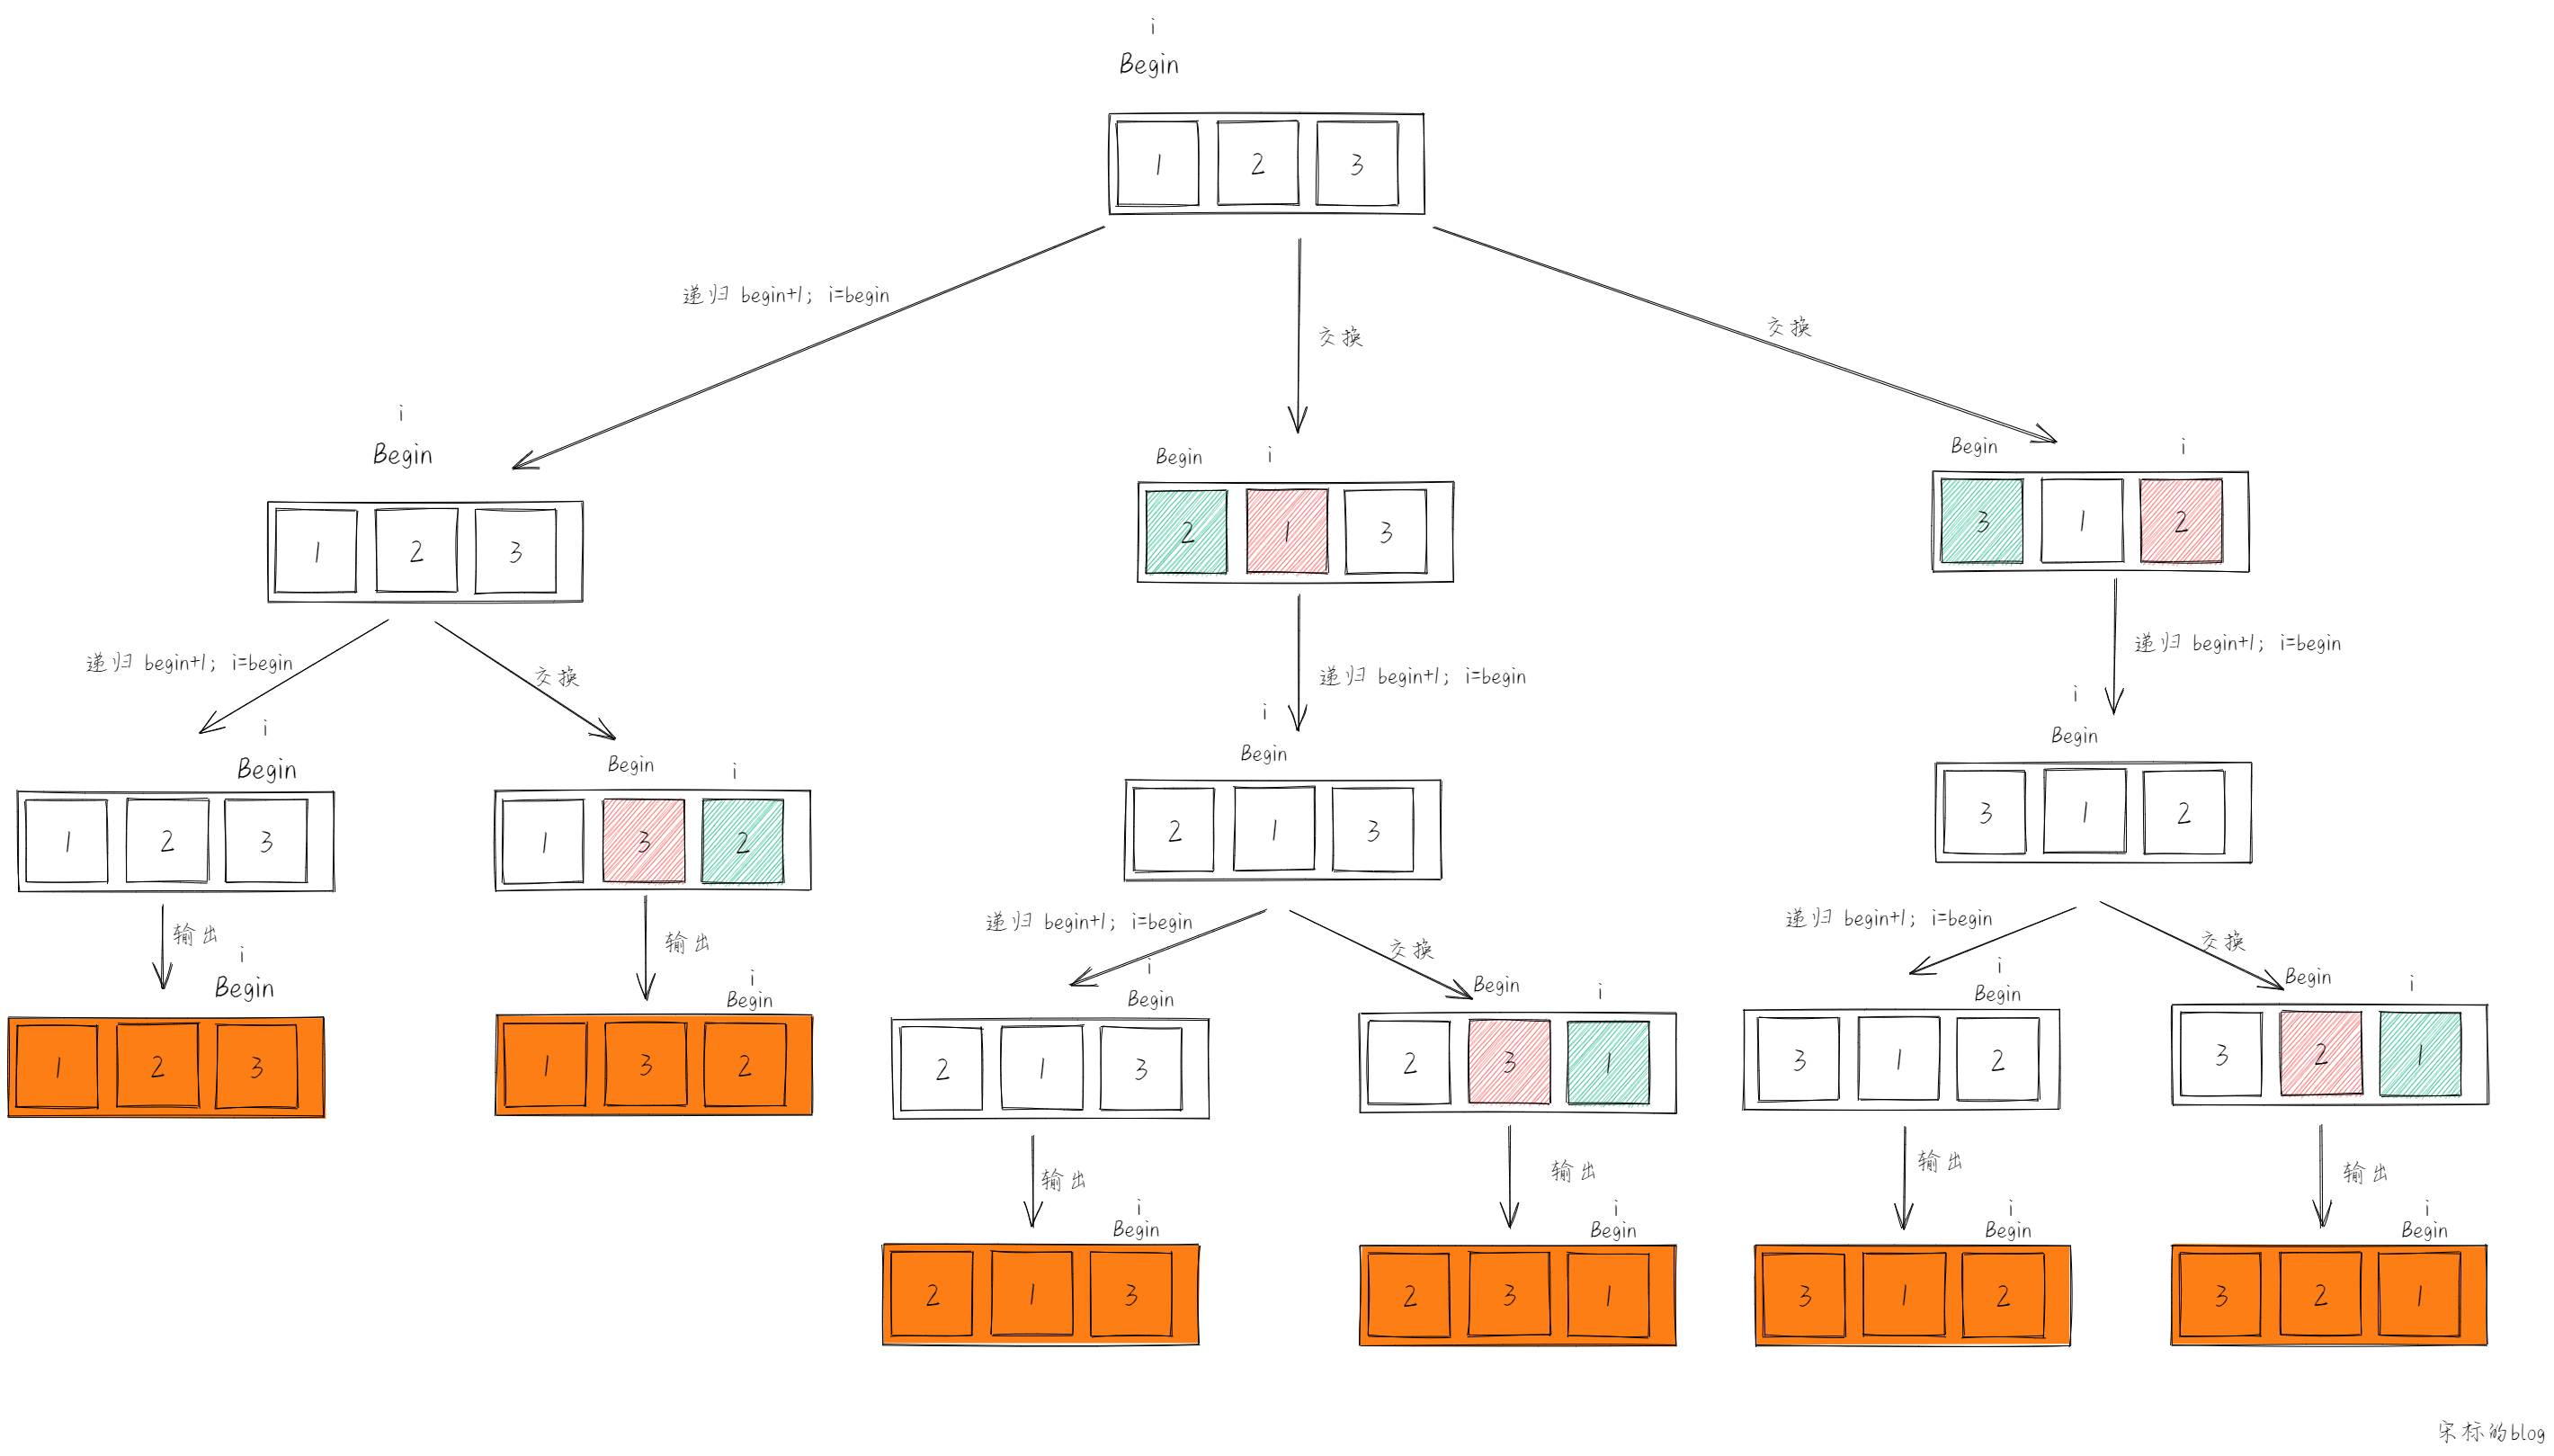 i
Begin
1 2 3
递归 begin+1; i=begin
交换
交换
i
Begin
1 2 3
Begin i
2 1 3
Begin i
3 1 2
递归 begin+1; i=begin
交换
递归 begin+1; i=begin
递归 begin+1; i=begin
i
Begin
1 2 3
Begin i
1 3 2
i
Begin
2 1 3
i
Begin
3 1 2
输出
输出
递归 begin+1; i=begin
交换
递归 begin+1; i=begin
交换
i
Begin
1 2 3
i
Begin
1 3 2
i
Begin
2 1 3
Begin i
2 3 1
i
Begin
3 1 2
Begin i
3 2 1
输出
输出
输出
输出
i
Begin
2 1 3
i
Begin
2 3 1
i
Begin
3 1 2
i
Begin
3 2 1
宋标的blog